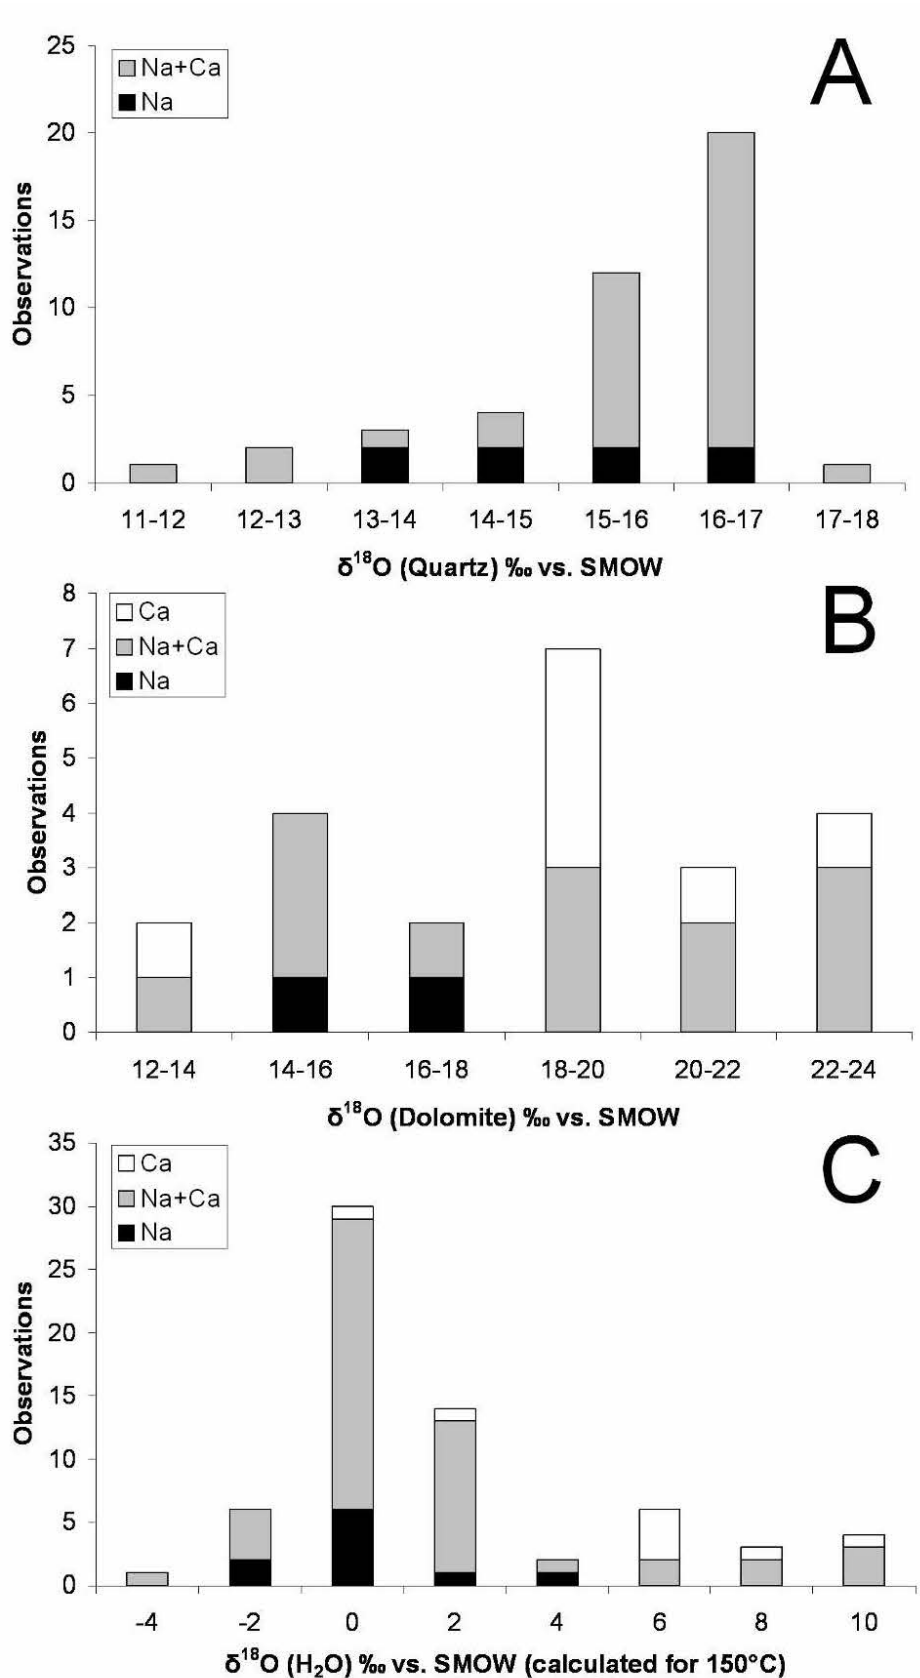 A
25
20
15
10
5
0
Na+Ca
Na
Observations
11-12 12-13 13-14 14-15 15-16 16-17 17-18
δ¹⁸O (Quartz) ‰ vs. SMOW
B
8
7
6
5
4
3
2
1
0
Ca
Na+Ca
Na
Observations
12-14 14-16 16-18 18-20 20-22 22-24
δ¹⁸O (Dolomite) ‰ vs. SMOW
C
35
30
25
20
15
10
5
0
Ca
Na+Ca
Na
Observations
-4 -2 0 2 4 6 8 10
δ¹⁸O (H₂O) ‰ vs. SMOW (calculated for 150°C)